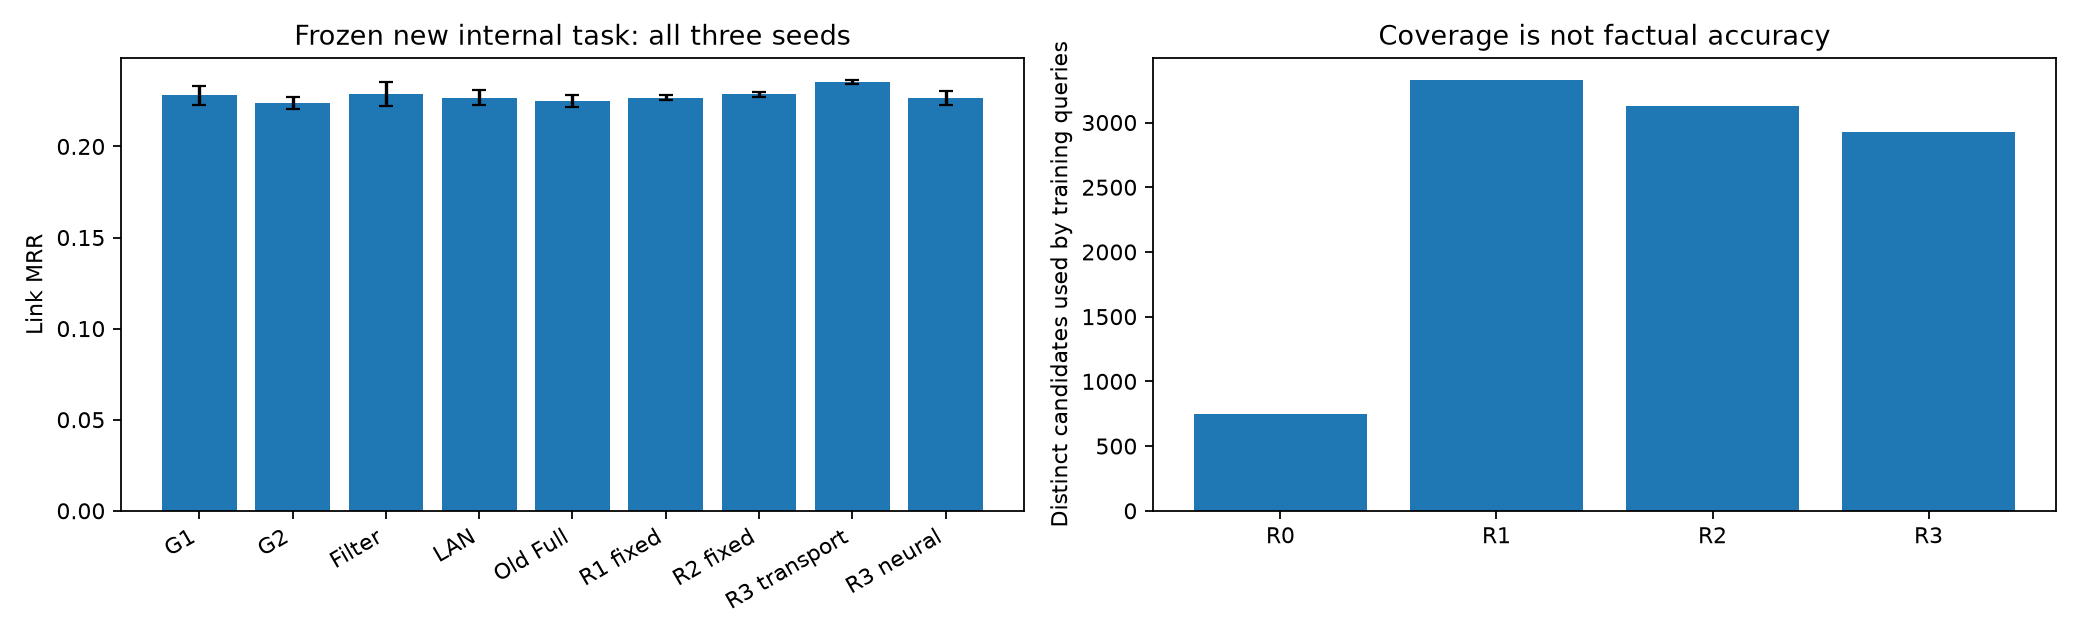 Frozen new internal task: all three seeds
Link MRR
0.20
0.15
0.10
0.05
0.00
G1
G2
Filter
LAN
Old Full
R1 fixed
R2 fixed
R3 transport
R3 neural
Coverage is not factual accuracy
Distinct candidates used by training queries
3000
2500
2000
1500
1000
500
0
R0
R1
R2
R3